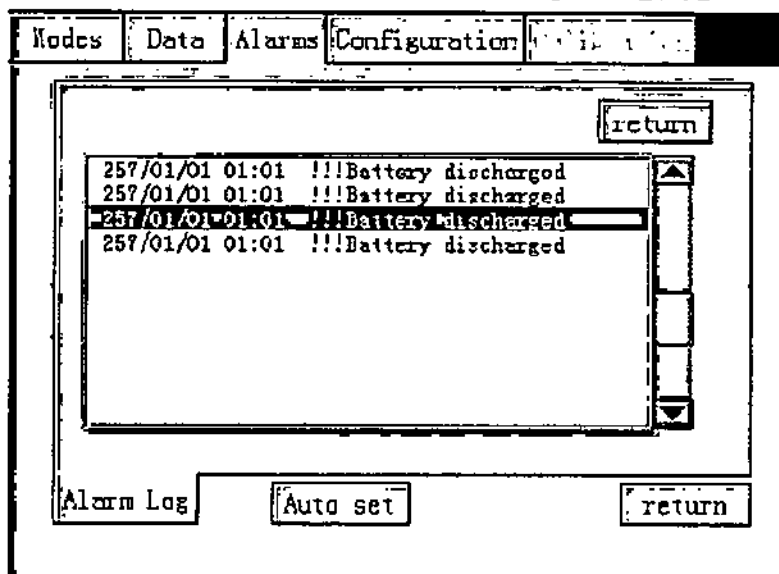 Nodes Data Alarms Configuration
return
257/01/01 01:01 !!!Battery discharged
257/01/01 01:01 !!!Battery discharged
257/01/01 01:01 !!!Battery discharged
257/01/01 01:01 !!!Battery discharged
Alarm Log Auto set return